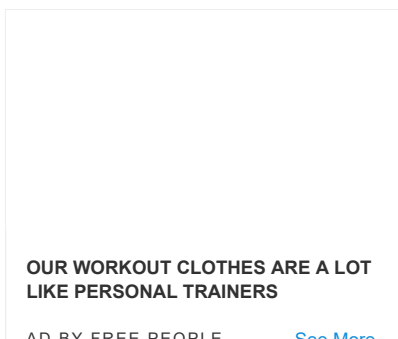 OUR WORKOUT CLOTHES ARE A LOT
LIKE PERSONAL TRAINERS
AD BY FREE PEOPLE See More